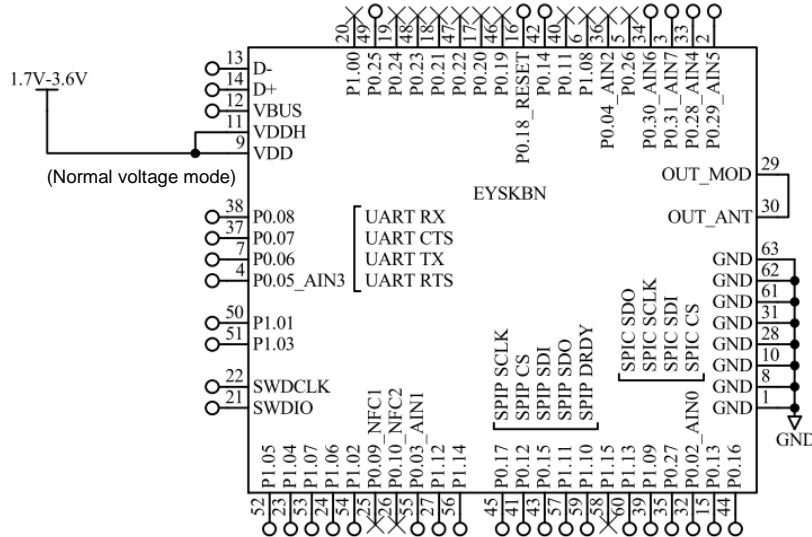 20 49 19 48 18 47 17 46 16 42 40 6 36 5 34 3 33 2
P1.00
P0.25
P0.24
P0.23
P0.21
P0.22
P0.20
P0.19
P0.18_RESET
P0.14
P0.11
P1.08
P0.04_AIN2
P0.26
P0.30_AIN6
P0.31_AIN7
P0.28_AIN4
P0.29_AIN5
1.7V-3.6V
13 D-
14 D+
12 VBUS
11 VDDH
9 VDD
(Normal voltage mode)
EYSKBN
OUT_MOD 29
OUT_ANT 30
38 P0.08 UART RX
37 P0.07 UART CTS
7 P0.06 UART TX
4 P0.05_AIN3 UART RTS
50 P1.01
51 P1.03
22 SWDCLK
21 SWDIO
GND 63
GND 62
GND 61
GND 31
GND 28
GND 10
GND 8
GND 1
GND
SPIP SCLK
SPIP CS
SPIP SDI
SPIP SDO
SPIP DRDY
SPIC SDO
SPIC SCLK
SPIC SDI
SPIC CS
P1.05
P1.04
P1.07
P1.06
P1.02
P0.09_NFC1
P0.10_NFC2
P0.03_AIN1
P1.12
P1.14
P0.17
P0.12
P0.15
P1.11
P1.10
P1.15
P1.13
P1.09
P0.27
P0.02_AIN0
P0.13
P0.16
52 23 53 24 54 25 26 27 45 41 43 57 59 58 60 39 35 32 15 44